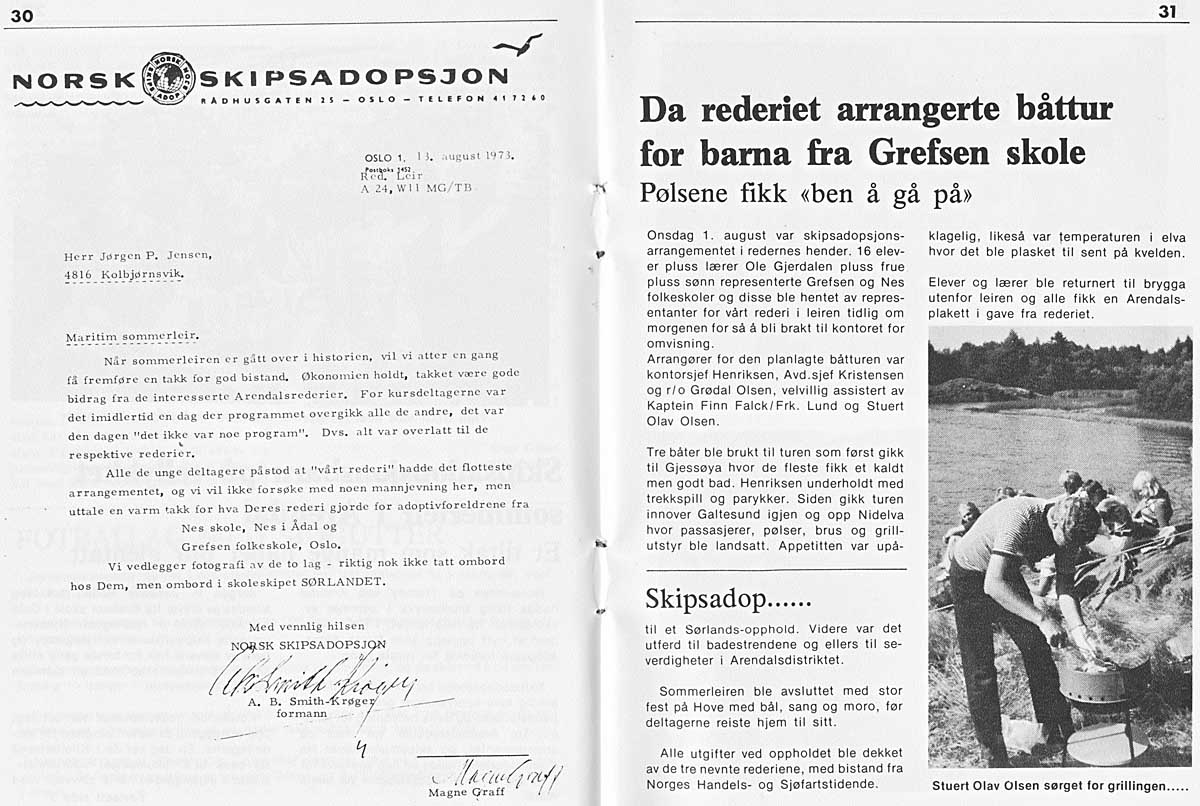 30
NORSK SKIPSADOPSJON
RÅDHUSGATEN 25 – OSLO – TELEFON 417260
OSLO 1, 13. august 1973.
Postboks 1452
Red. Leir
A 24, W11 MG/TB
Herr Jørgen P. Jensen,
4816 Kolbjørnsvik.
Maritim sommerleir.
Når sommerleiren er gått over i historien, vil vi atter en gang
få fremføre en takk for god bistand. Økonomien holdt, takket være gode
bidrag fra de interesserte Arendalsrederier. For kursdeltagerne var
det imidlertid en dag der programmet overgikk alle de andre, det var
den dagen "det ikke var noe program". Dvs. alt var overlatt til de
respektive rederier.
Alle de unge deltagere påstod at "vårt rederi" hadde det flotteste
arrangementet, og vi vil ikke forsøke med noen mannjevning her, men
uttale en varm takk for hva Deres rederi gjorde for adoptivforeldrene fra
Nes skole, Nes i Ådal og
Grefsen folkeskole, Oslo.
Vi vedlegger fotografi av de to lag - riktig nok ikke tatt ombord
hos Dem, men ombord i skoleskipet SØRLANDET.
Med vennlig hilsen
NORSK SKIPSADOPSJON
A. B. Smith-Krøger
formann
Magne Graff
31
Da rederiet arrangerte båttur
for barna fra Grefsen skole
Pølsene fikk «ben å gå på»
Onsdag 1. august var skipsadopsjons-
arrangementet i redernes hender. 16 elev-
er pluss lærer Ole Gjerdalen pluss frue
pluss sønn representerte Grefsen og Nes
folkeskoler og disse ble hentet av repres-
entanter for vårt rederi i leiren tidlig om
morgenen for så å bli brakt til kontoret for
omvisning.
Arrangører for den planlagte båtturen var
kontorsjef Henriksen, Avd.sjef Kristensen
og r/o Grødal Olsen, velvillig assistert av
Kaptein Finn Falck/Frk. Lund og Stuert
Olav Olsen.
Tre båter ble brukt til turen som først gikk
til Gjessøya hvor de fleste fikk et kaldt
men godt bad. Henriksen underholdt med
trekkspill og parykker. Siden gikk turen
innover Galtesund igjen og opp Nidelva
hvor passasjerer, pølser, brus og grill-
utstyr ble landsatt. Appetitten var upå-
klagelig, likeså var temperaturen i elva
hvor det ble plasket til sent på kvelden.
Elever og lærer ble returnert til brygga
utenfor leiren og alle fikk en Arendals-
plakett i gave fra rederiet.
Skipsadop......
til et Sørlands-opphold. Videre var det
utferd til badestrendene og ellers til se-
verdigheter i Arendalsdistriktet.
Sommerleiren ble avsluttet med stor
fest på Hove med bål, sang og moro, før
deltagerne reiste hjem til sitt.
Alle utgifter ved oppholdet ble dekket
av de tre nevnte rederiene, med bistand fra
Norges Handels- og Sjøfartstidende.
Stuert Olav Olsen sørget for grillingen.....